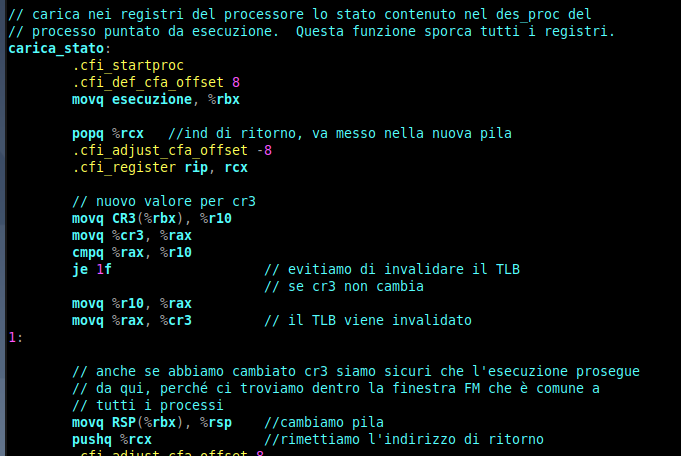 // carica nei registri del processore lo stato contenuto nel des_proc del
// processo puntato da esecuzione.  Questa funzione sporca tutti i registri.
carica_stato:
        .cfi_startproc
        .cfi_def_cfa_offset 8
        movq esecuzione, %rbx

        popq %rcx   //ind di ritorno, va messo nella nuova pila
        .cfi_adjust_cfa_offset -8
        .cfi_register rip, rcx

        // nuovo valore per cr3
        movq CR3(%rbx), %r10
        movq %cr3, %rax
        cmpq %rax, %r10
        je 1f                   // evitiamo di invalidare il TLB
                                // se cr3 non cambia
        movq %r10, %rax
        movq %rax, %cr3         // il TLB viene invalidato
1:

        // anche se abbiamo cambiato cr3 siamo sicuri che l'esecuzione prosegue
        // da qui, perché ci troviamo dentro la finestra FM che è comune a
        // tutti i processi
        movq RSP(%rbx), %rsp    //cambiamo pila
        pushq %rcx              //rimettiamo l'indirizzo di ritorno
        .cfi_adjust_cfa_offset 8